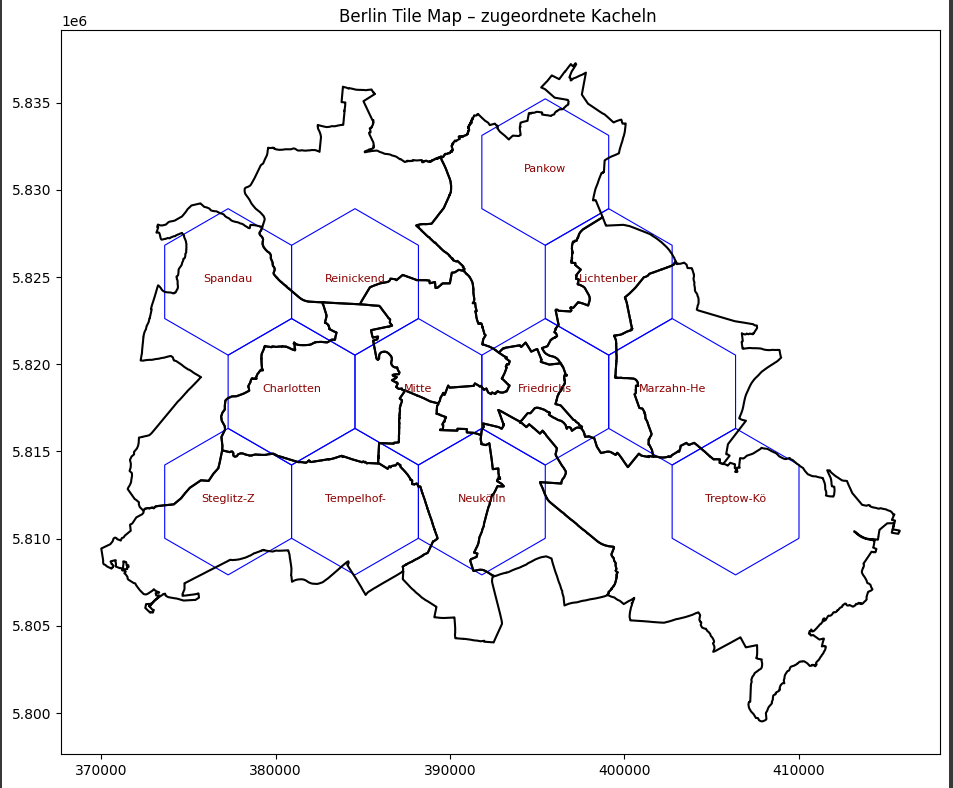 Berlin Tile Map – zugeordnete Kacheln
1e6
5.835
Pankow
5.830
5.825
Spandau
Reinickend
Lichtenber
5.820
Charlotten
Mitte
Friedrichs
Marzahn-He
5.815
Steglitz-Z
Tempelhof-
Neukölln
Treptow-Kö
5.810
5.805
5.800
370000
380000
390000
400000
410000